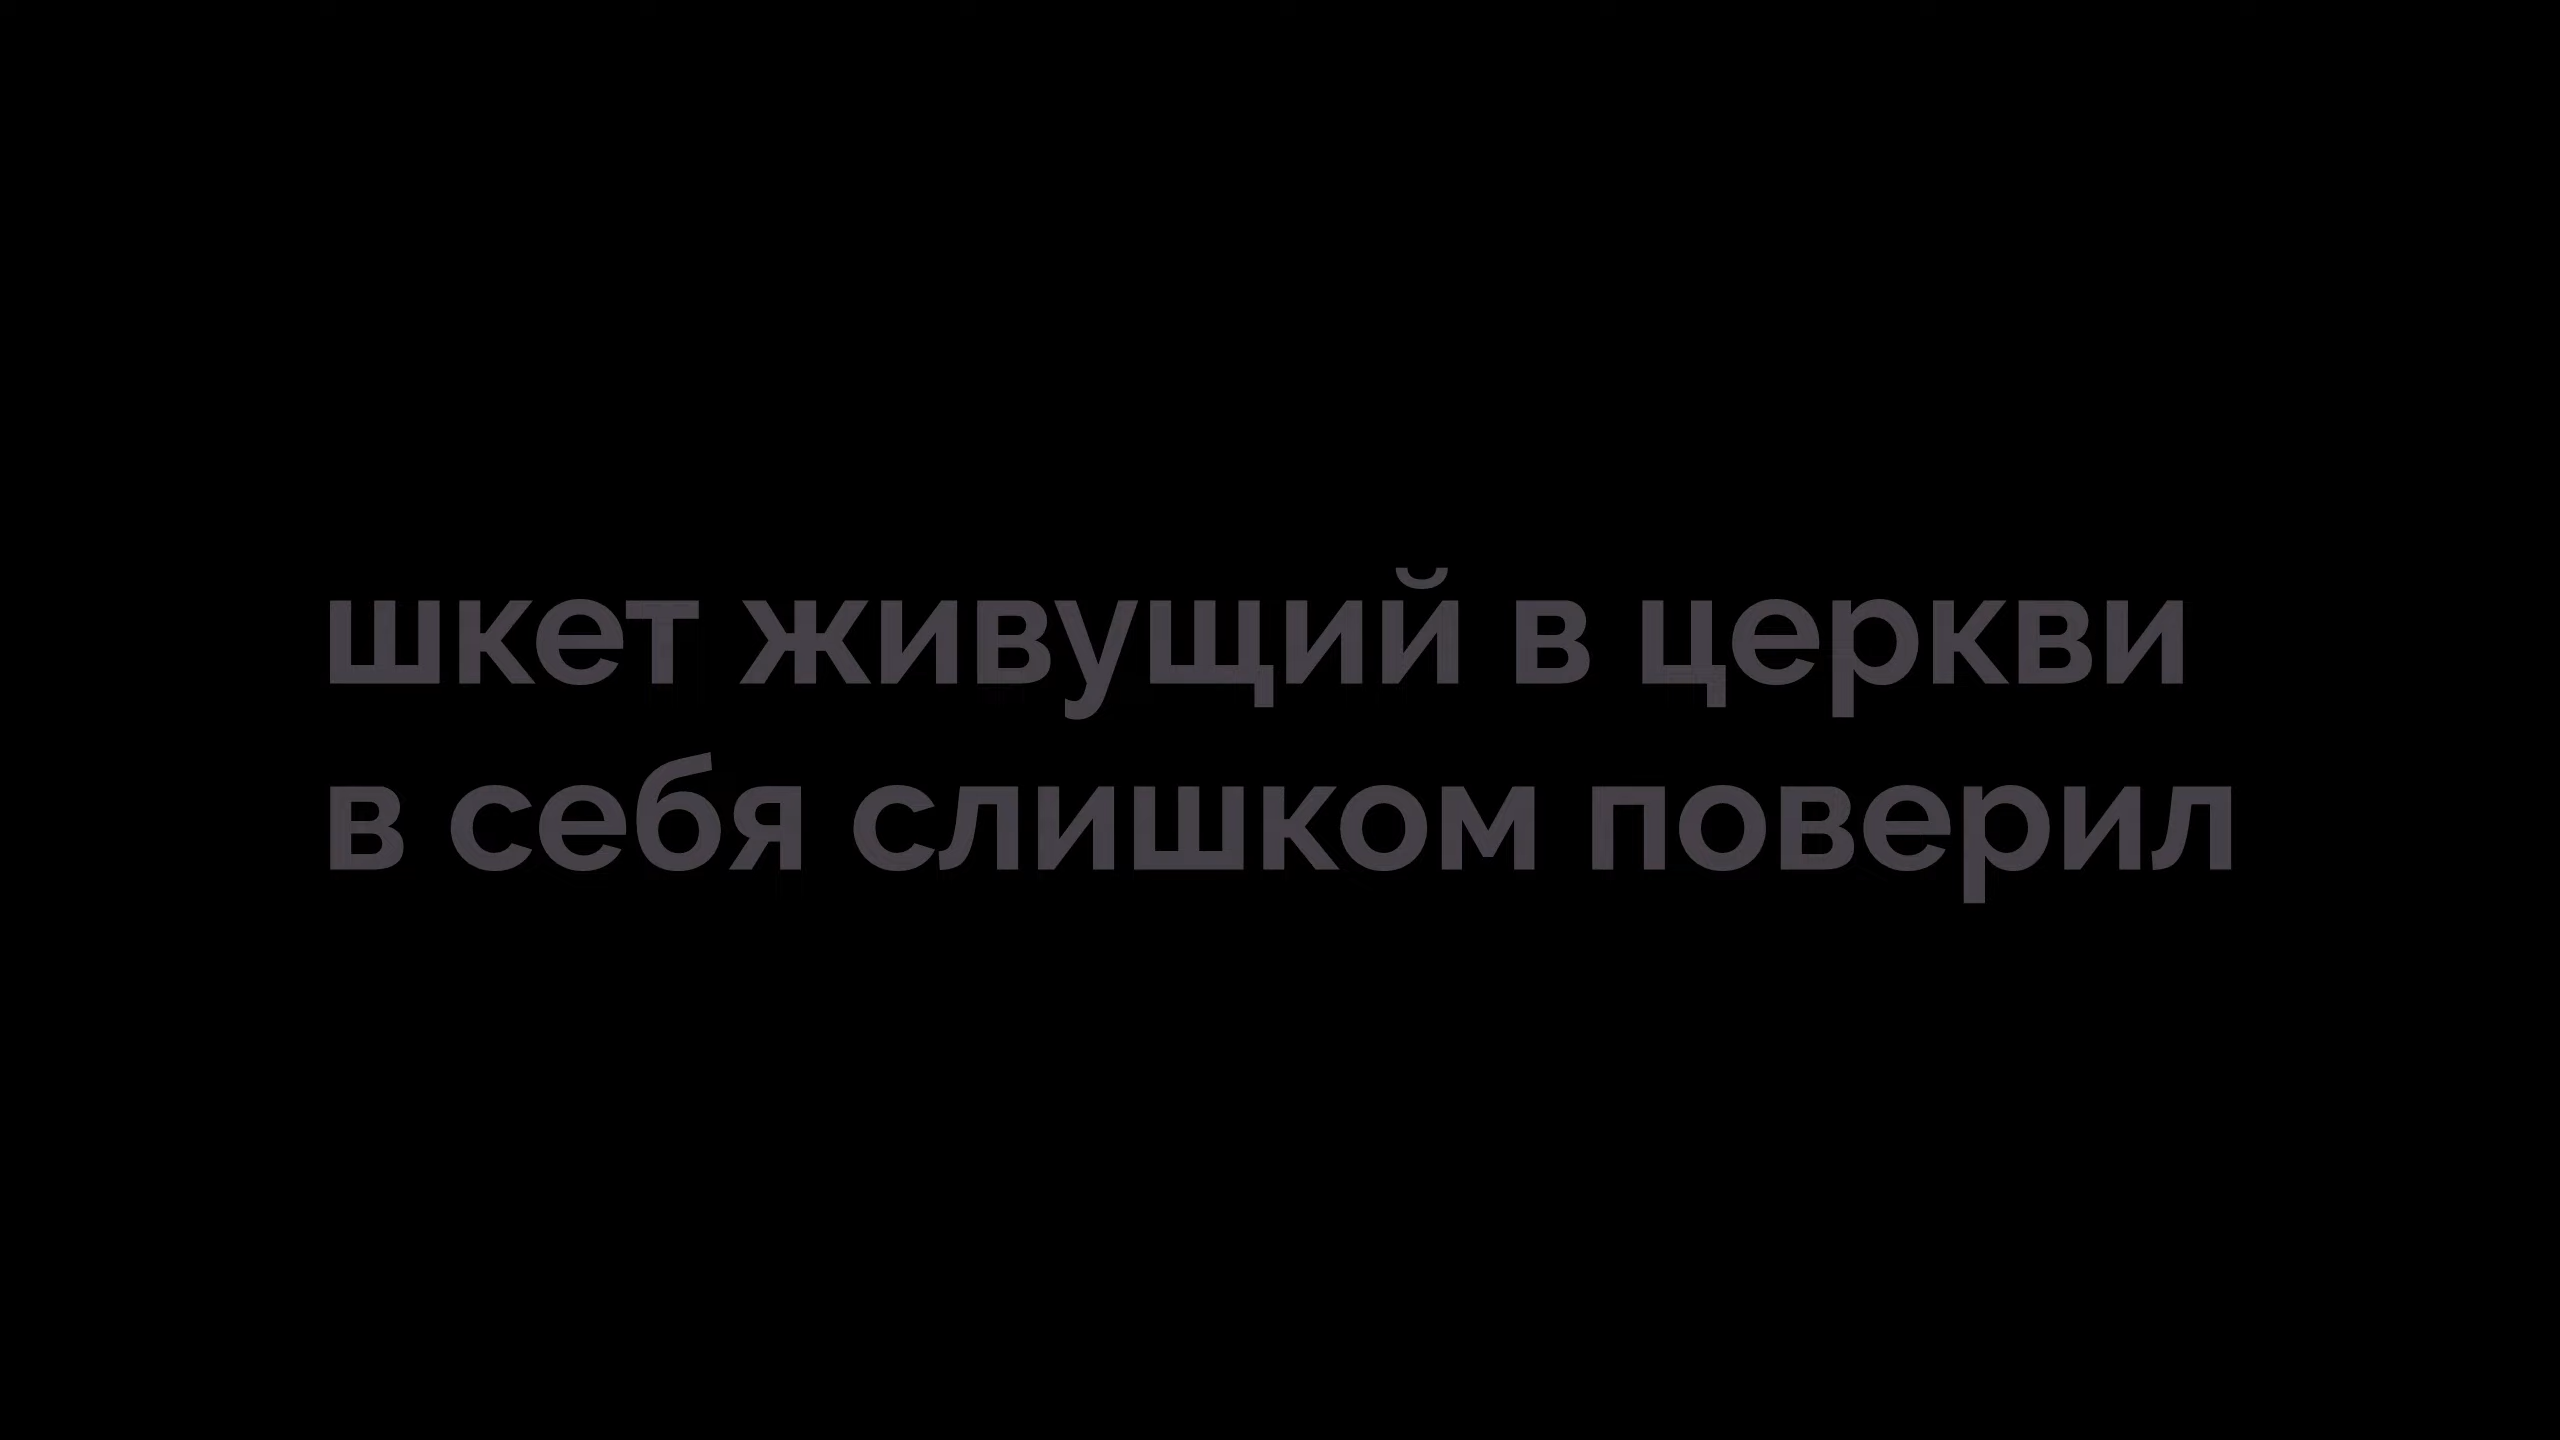 шкет живущий в церкви
в себя слишком поверил